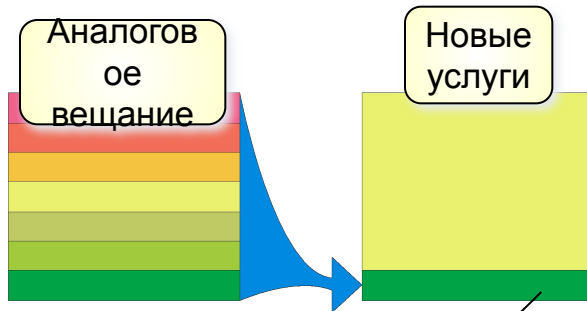 Аналогов
ое
вещание
Новые
услуги